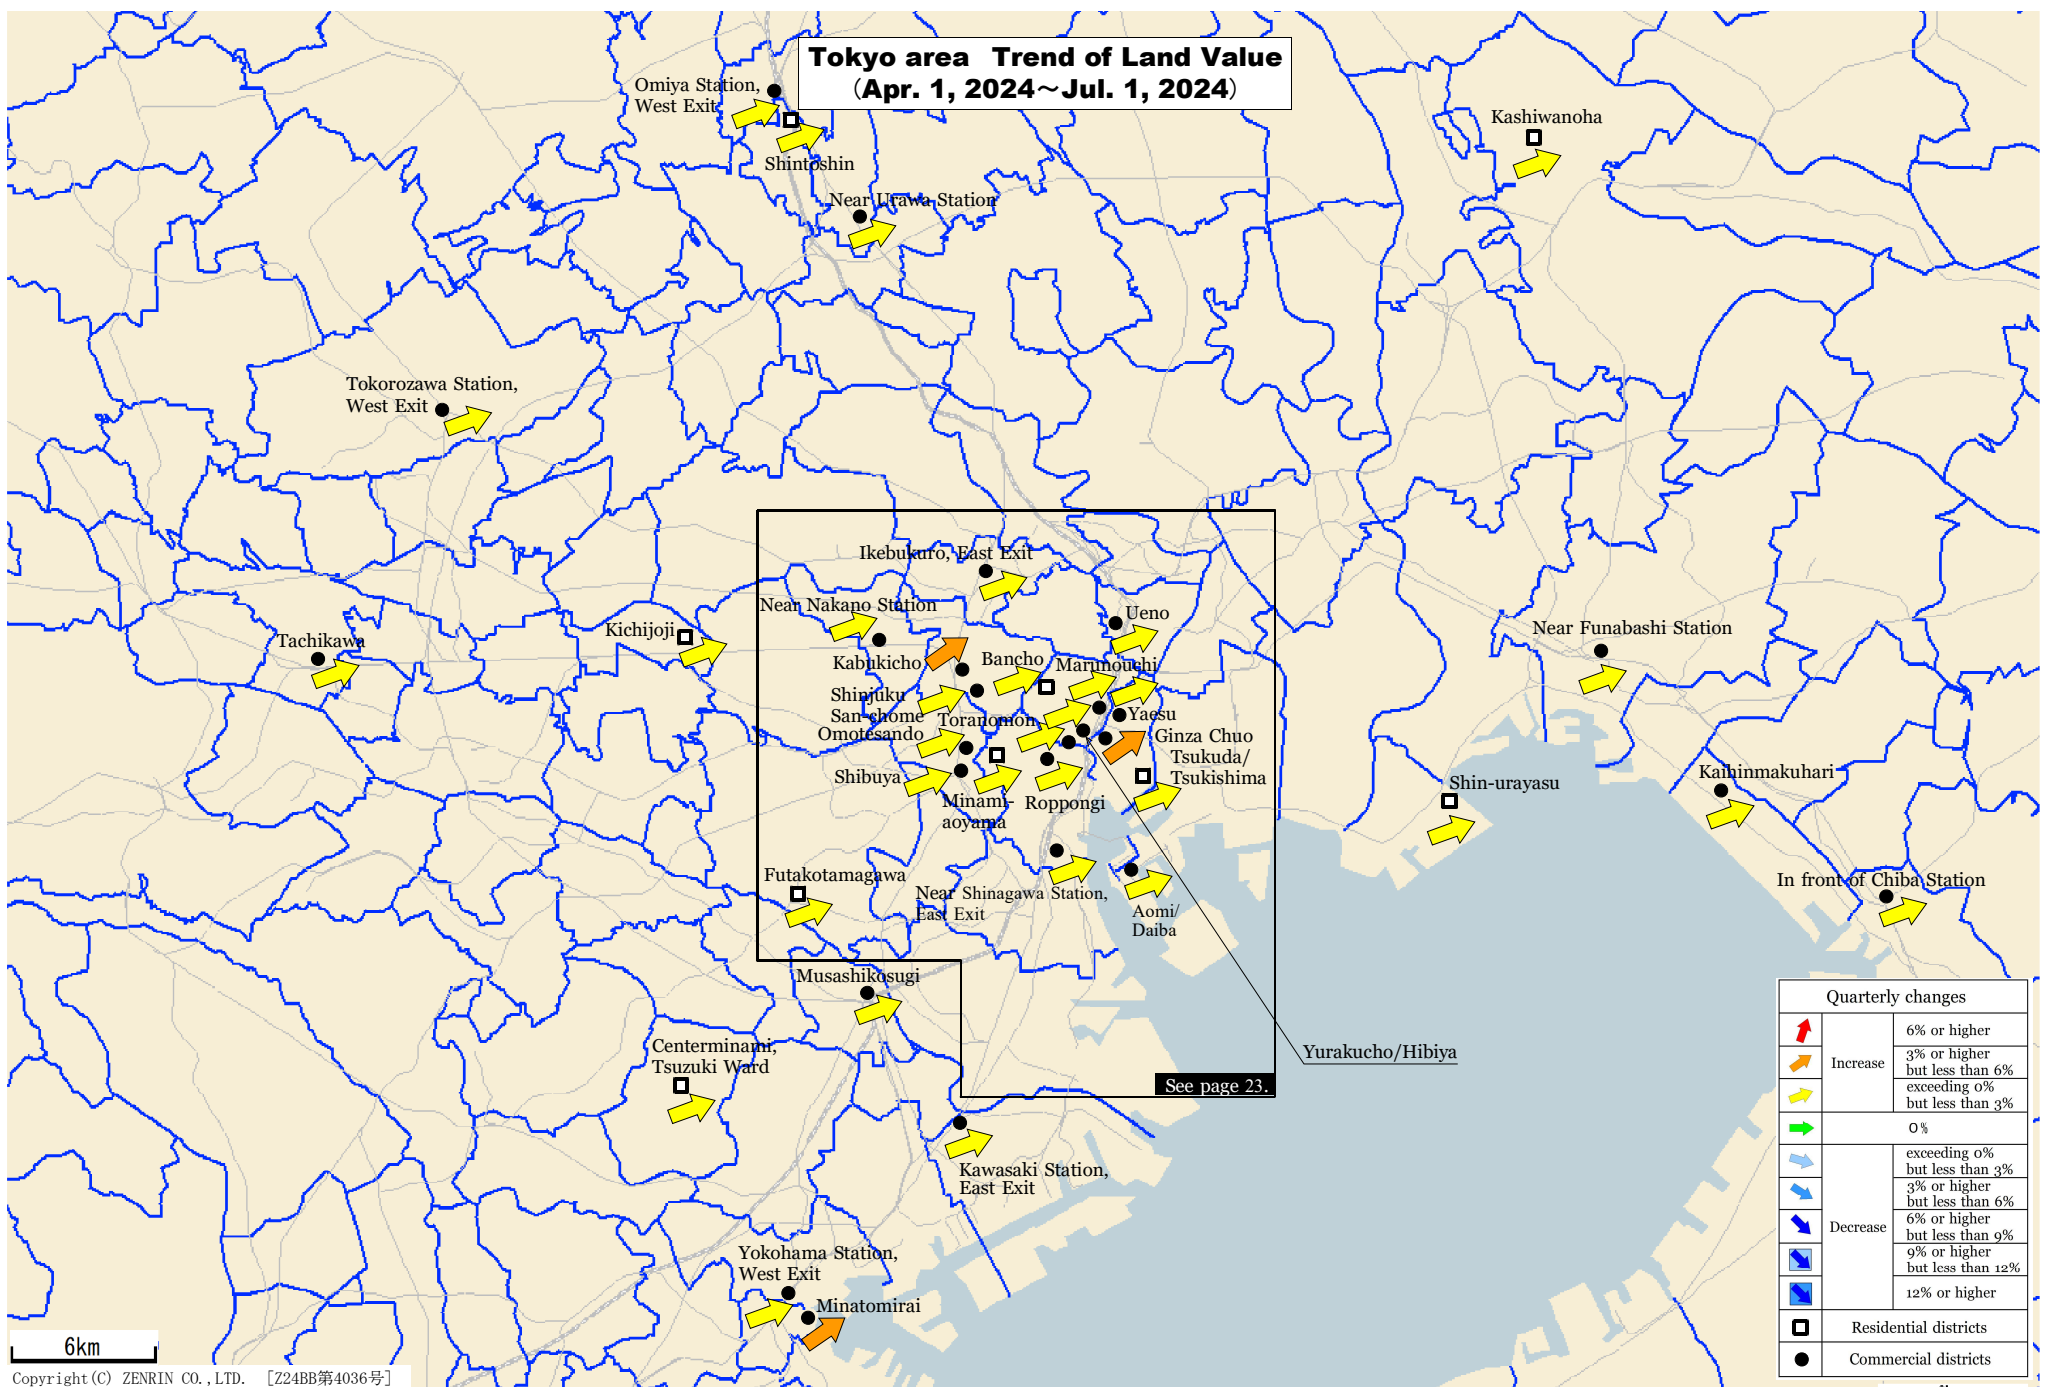 Tokyo area Trend of Land Value
(Apr. 1, 2024～Jul. 1, 2024)
Omiya Station,
West Exit
Shintoshin
Near Urawa Station
Kashiwanoha
Tokorozawa Station,
West Exit
Ikebukuro, East Exit
Near Nakano Station
Ueno
Kichijoji
Tachikawa
Near Funabashi Station
Kabukicho
Bancho
Marunouchi
Shinjuku
San-chome
Toranomon
Yaesu
Omotesando
Ginza Chuo
Tsukuda/
Tsukishima
Shibuya
Minami-
aoyama
Roppongi
Shin-urayasu
Kaihinmakuhari
Futakotamagawa
Near Shinagawa Station,
East Exit
Aomi/
Daiba
In front of Chiba Station
Musashikosugi
Yurakucho/Hibiya
Centerminami,
Tsuzuki Ward
See page 23.
Kawasaki Station,
East Exit
Yokohama Station,
West Exit
Minatomirai
Quarterly changes
Increase
6% or higher
3% or higher
but less than 6%
exceeding 0%
but less than 3%
0%
Decrease
exceeding 0%
but less than 3%
3% or higher
but less than 6%
6% or higher
but less than 9%
9% or higher
but less than 12%
12% or higher
Residential districts
Commercial districts
6km
Copyright(C) ZENRIN CO.,LTD. [Z24BB第4036号]